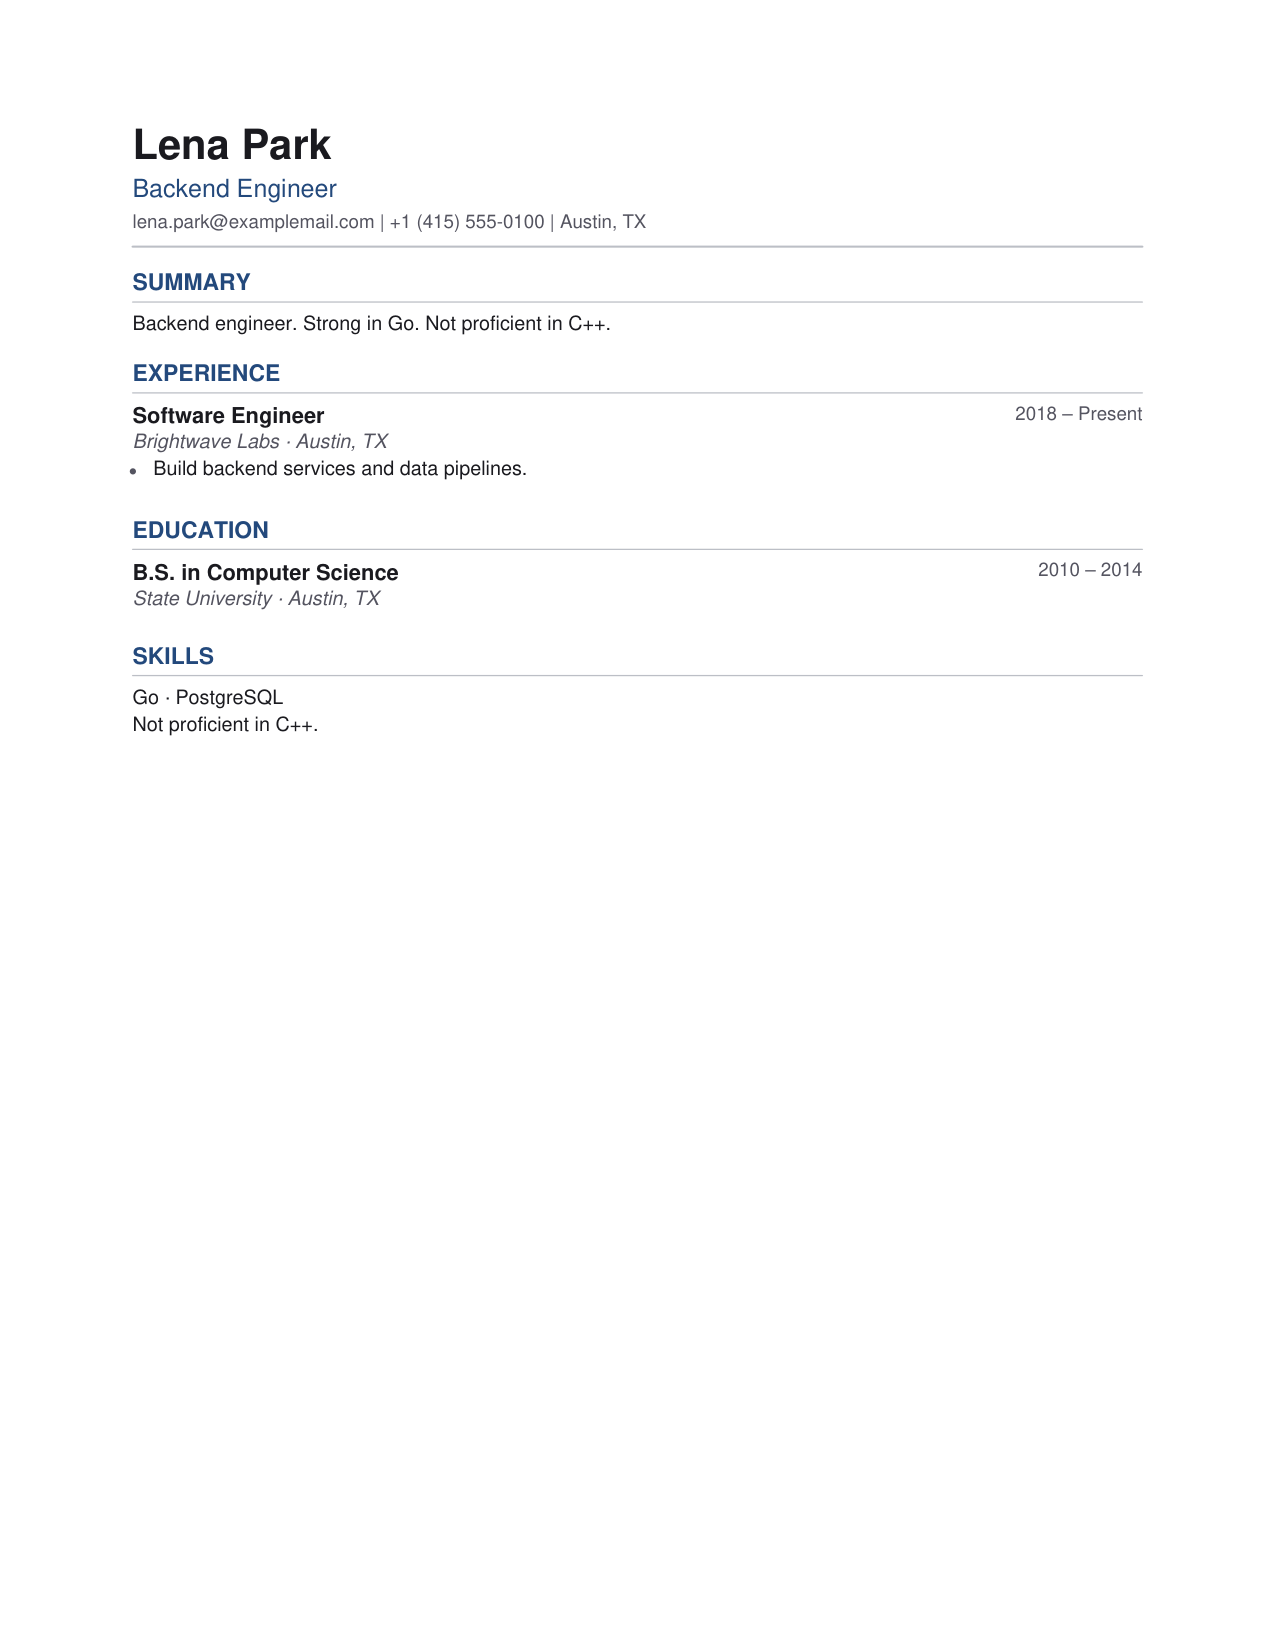 Lena Park
Backend Engineer
lena.park@examplemail.com | +1 (415) 555-0100 | Austin, TX
SUMMARY
Backend engineer. Strong in Go. Not proficient in C++.
EXPERIENCE
Software Engineer 2018 – Present
Brightwave Labs · Austin, TX
• Build backend services and data pipelines.
EDUCATION
B.S. in Computer Science 2010 – 2014
State University · Austin, TX
SKILLS
Go · PostgreSQL
Not proficient in C++.